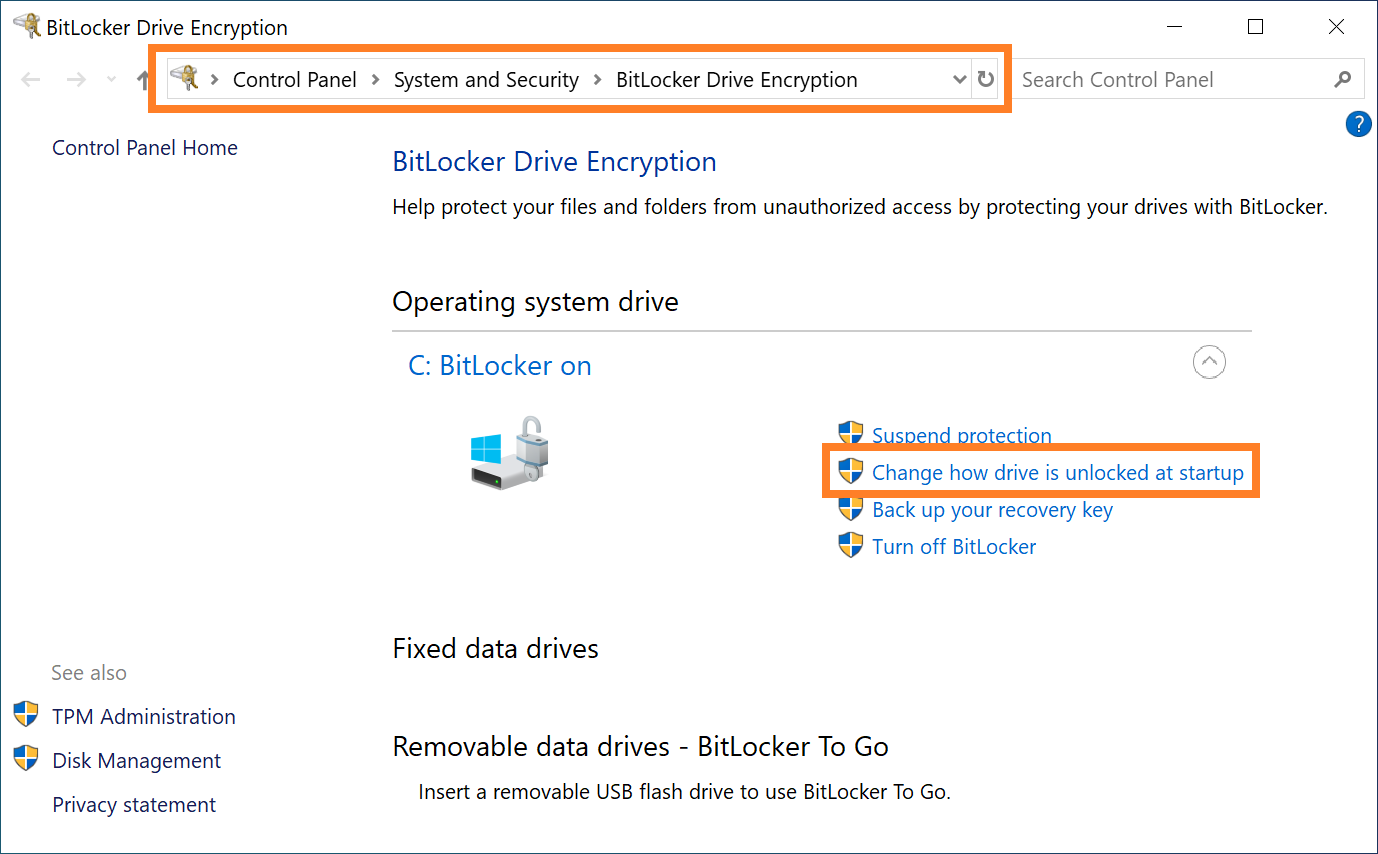 BitLocker Drive Encryption
Control Panel > System and Security > BitLocker Drive Encryption
Search Control Panel
?
Control Panel Home
BitLocker Drive Encryption
Help protect your files and folders from unauthorized access by protecting your drives with BitLocker.
Operating system drive
C: BitLocker on
Suspend protection
Change how drive is unlocked at startup
Back up your recovery key
Turn off BitLocker
Fixed data drives
Removable data drives - BitLocker To Go
Insert a removable USB flash drive to use BitLocker To Go.
See also
TPM Administration
Disk Management
Privacy statement